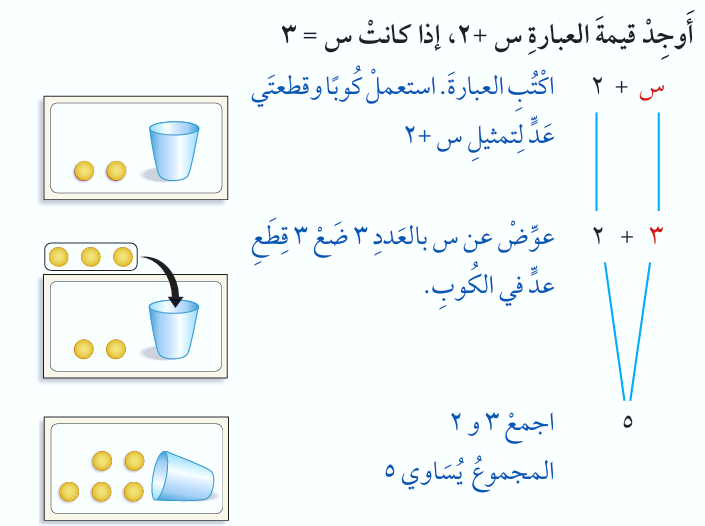 أَوجِدْ قيمةَ العبارةِ س +٢، إذا كانتْ س = ٣
س + ٢
اكْتُبِ العبارةَ. استعملْ كُوبًا وقطعتَي
عَدٍّ لِتمثيلِ س +٢
٣ + ٢
عوِّضْ عن س بالعَددِ ٣ ضَعْ ٣ قِطَعِ
عدٍّ في الكُوبِ.
٥
اجمعْ ٣ و ٢
المجموعُ يُسَاوي ٥